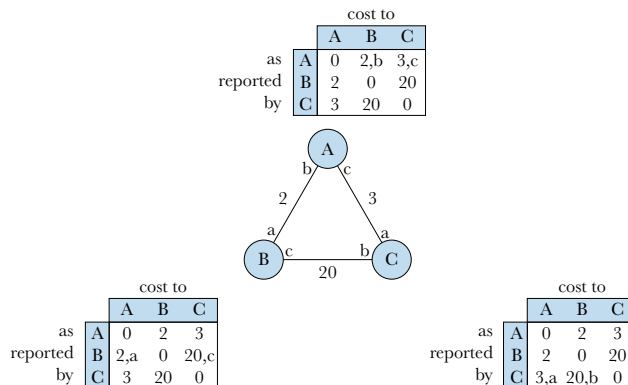 cost to
A B C
as A 0 2,b 3,c
reported B 2 0 20
by C 3 20 0
A
b c
2 3
a a
B c b C
20
cost to
A B C
as A 0 2 3
reported B 2,a 0 20,c
by C 3 20 0
cost to
A B C
as A 0 2 3
reported B 2 0 20
by C 3,a 20,b 0